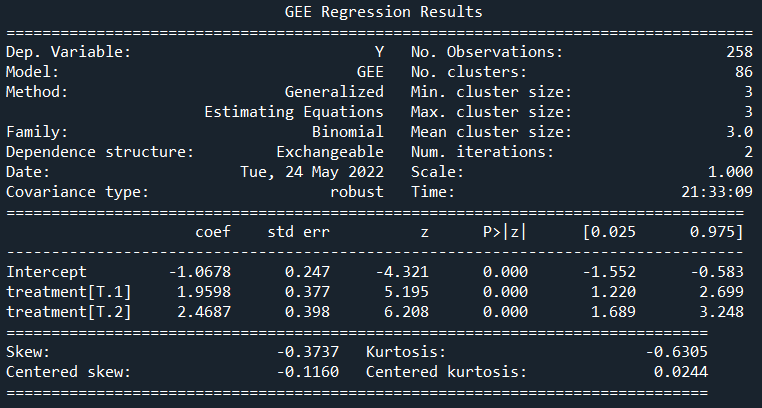 GEE Regression Results
===================================================================================
Dep. Variable:                           Y   No. Observations:                  258
Model:                                 GEE   No. clusters:                       86
Method:                        Generalized   Min. cluster size:                   3
                      Estimating Equations   Max. cluster size:                   3
Family:                           Binomial   Mean cluster size:                 3.0
Dependence structure:         Exchangeable   Num. iterations:                     2
Date:                     Tue, 24 May 2022   Scale:                           1.000
Covariance type:                    robust   Time:                         21:33:09
==================================================================================
                     coef    std err          z      P>|z|      [0.025      0.975]
----------------------------------------------------------------------------------
Intercept         -1.0678      0.247     -4.321      0.000      -1.552      -0.583
treatment[T.1]     1.9598      0.377      5.195      0.000       1.220       2.699
treatment[T.2]     2.4687      0.398      6.208      0.000       1.689       3.248
==============================================================================
Skew:                         -0.3737   Kurtosis:                      -0.6305
Centered skew:                -0.1160   Centered kurtosis:              0.0244
==============================================================================